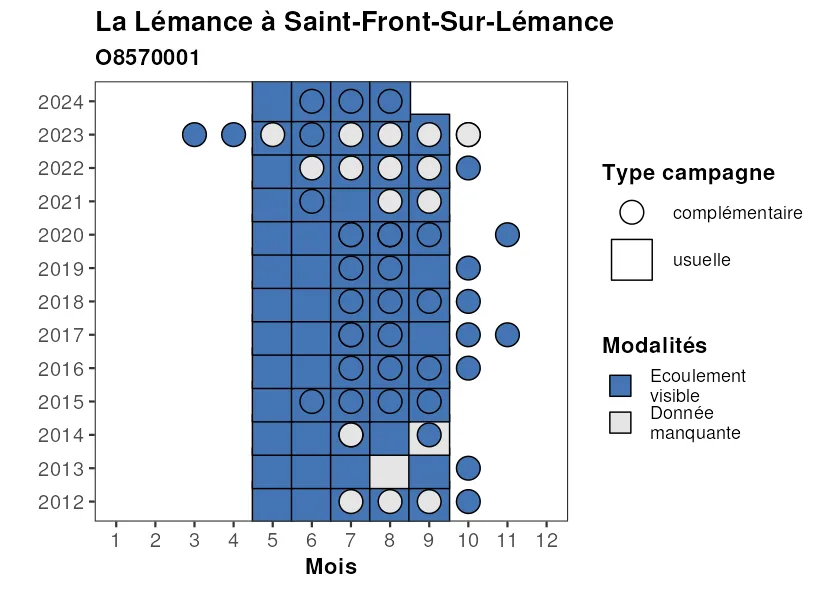 La Lémance à Saint-Front-Sur-Lémance
O8570001
2024
2023
2022
2021
2020
2019
2018
2017
2016
2015
2014
2013
2012
1 2 3 4 5 6 7 8 9 10 11 12
Mois
Type campagne
complémentaire
usuelle
Modalités
Ecoulement
visible
Donnée
manquante